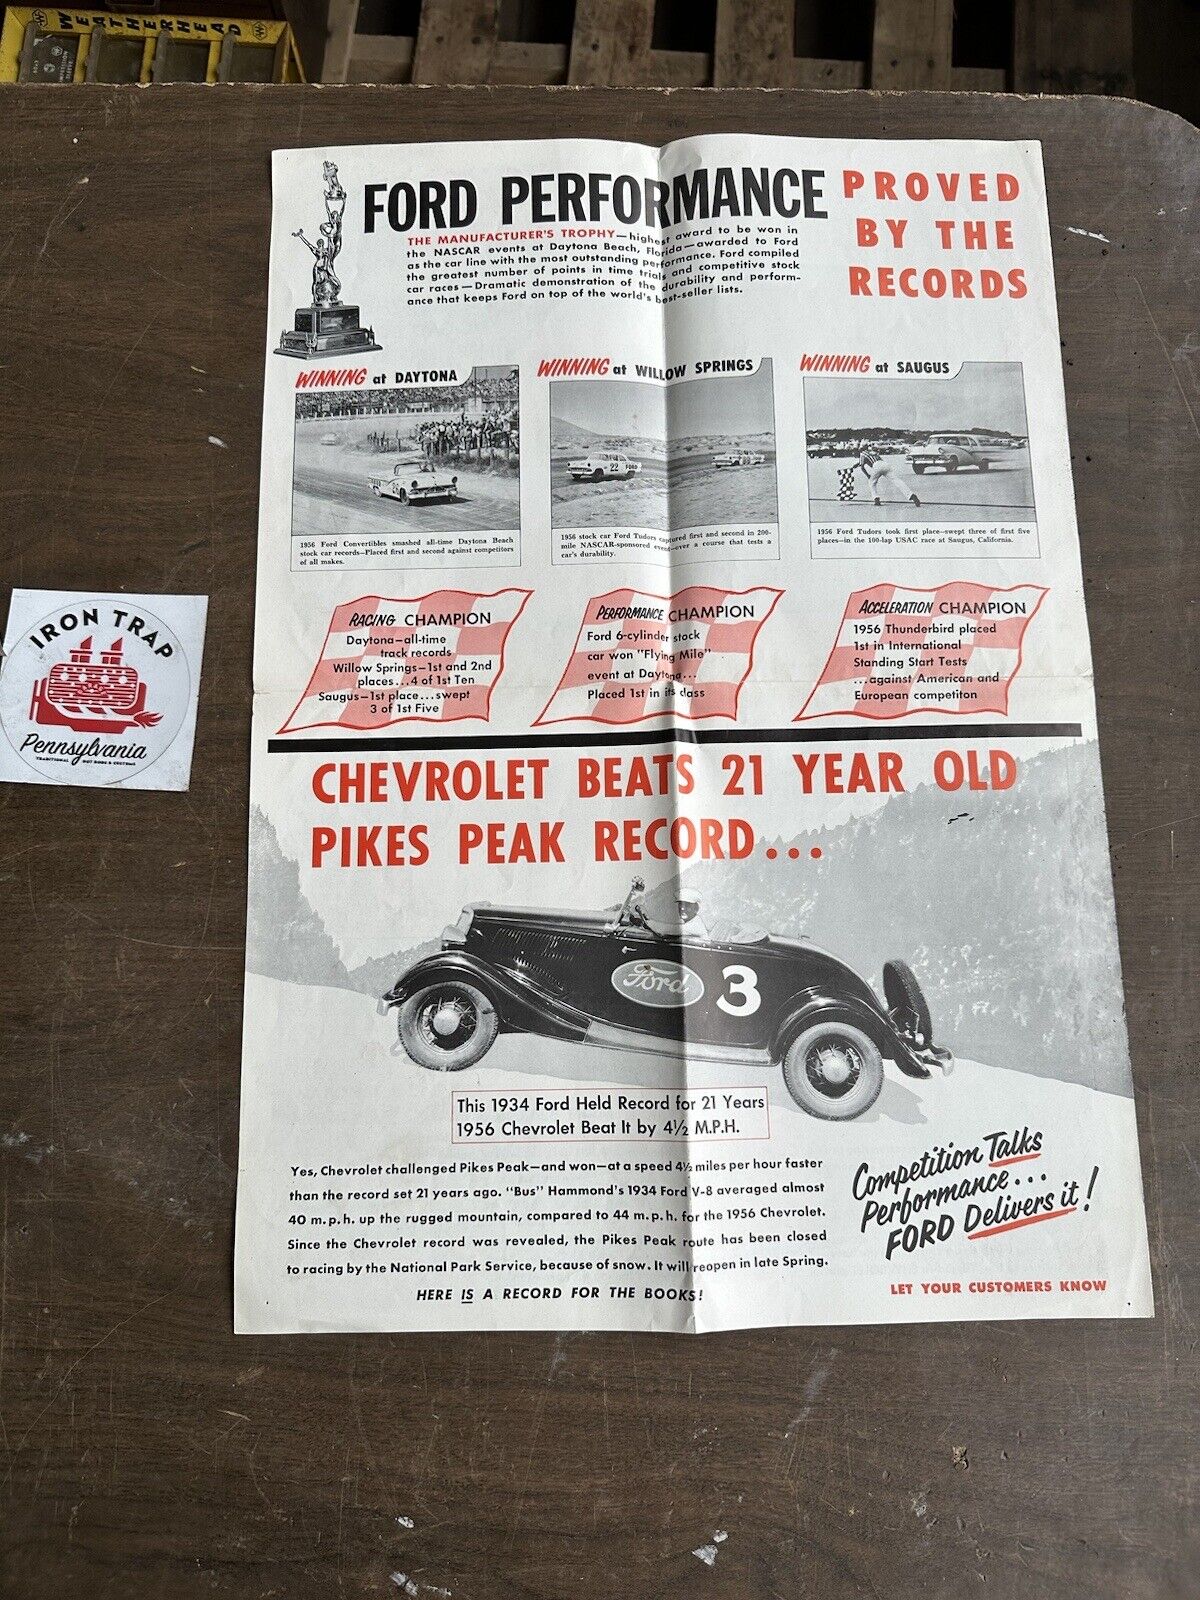 WEATHERHEAD
FORD PERFORMANCE
PROVED
BY THE
RECORDS
THE MANUFACTURER'S TROPHY—highest award to be won in
the NASCAR events at Daytona Beach, Florida—awarded to Ford
as the car line with the most outstanding performance. Ford compiled
the greatest number of points in time trials and competitive stock
car races—Dramatic demonstration of the durability and perform-
ance that keeps Ford on top of the world's best-seller lists.
WINNING at DAYTONA
1956 Ford Convertibles smashed all-time Daytona Beach
stock car records—Placed first and second against competitors
of all makes.
WINNING at WILLOW SPRINGS
22 FORD
1956 stock car Ford Tudors captured first and second in 200-
mile NASCAR-sponsored event—over a course that tests a
car's durability.
WINNING at SAUGUS
1956 Ford Tudors took first place—swept three of first five
places—in the 100-lap USAC race at Saugus, California.
RACING CHAMPION
Daytona—all-time
track records
Willow Springs—1st and 2nd
places...4 of 1st Ten
Saugus—1st place...swept
3 of 1st Five
PERFORMANCE CHAMPION
Ford 6-cylinder stock
car won "Flying Mile"
event at Daytona...
Placed 1st in its class
ACCELERATION CHAMPION
1956 Thunderbird placed
1st in International
Standing Start Tests
...against American and
European competiton
IRON TRAP
Pennsylvania
TRADITIONAL HOT RODS & CUSTOMS
CHEVROLET BEATS 21 YEAR OLD
PIKES PEAK RECORD...
Ford 3
This 1934 Ford Held Record for 21 Years
1956 Chevrolet Beat It by 4½ M.P.H.
Yes, Chevrolet challenged Pikes Peak—and won—at a speed 4½ miles per hour faster
than the record set 21 years ago. "Bus" Hammond's 1934 Ford V-8 averaged almost
40 m.p.h. up the rugged mountain, compared to 44 m.p.h. for the 1956 Chevrolet.
Since the Chevrolet record was revealed, the Pikes Peak route has been closed
to racing by the National Park Service, because of snow. It will reopen in late Spring.
HERE IS A RECORD FOR THE BOOKS!
Competition Talks
Performance...
FORD Delivers it!
LET YOUR CUSTOMERS KNOW